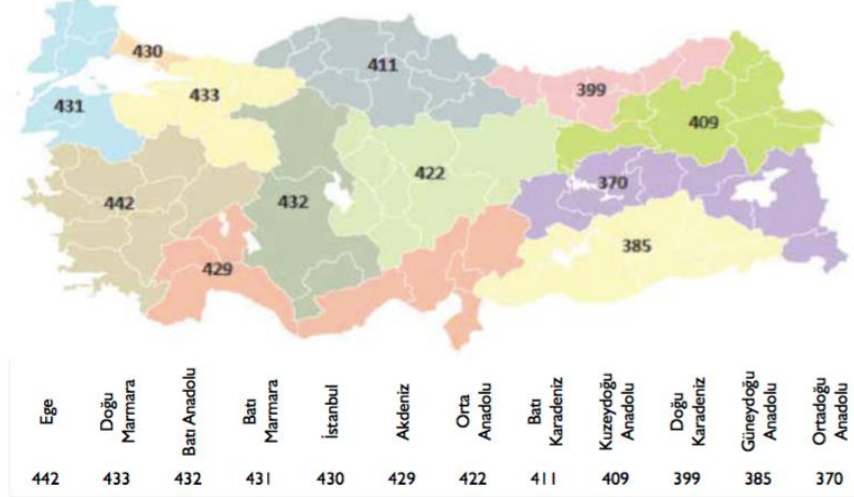 430
411
433
399
431
409
422
370
442
432
385
429
Ege
Doğu
Marmara
Batı Anadolu
Batı
Marmara
İstanbul
Akdeniz
Orta
Anadolu
Batı
Karadeniz
Kuzeydoğu
Anadolu
Doğu
Karadeniz
Güneydoğu
Anadolu
Ortadoğu
Anadolu
442 433 432 431 430 429 422 411 409 399 385 370